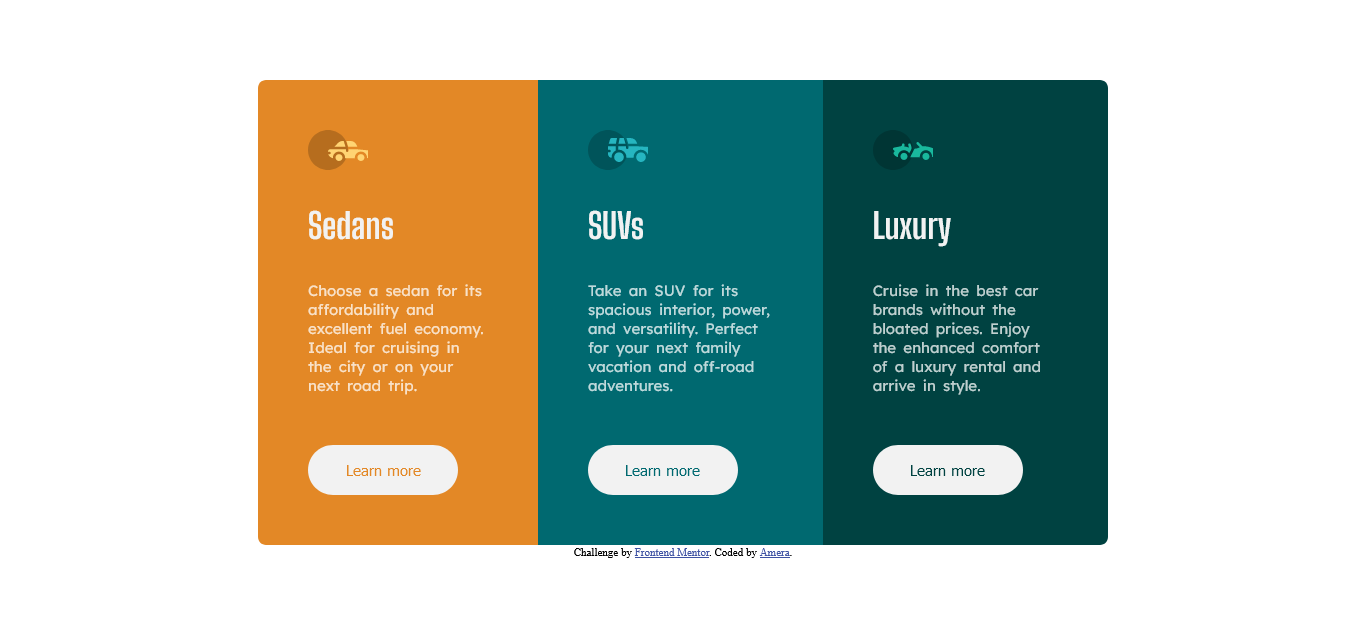 Sedans
Choose a sedan for its
affordability and
excellent fuel economy.
Ideal for cruising in
the city or on your
next road trip.
Learn more
SUVs
Take an SUV for its
spacious interior, power,
and versatility. Perfect
for your next family
vacation and off-road
adventures.
Learn more
Luxury
Cruise in the best car
brands without the
bloated prices. Enjoy
the enhanced comfort
of a luxury rental and
arrive in style.
Learn more
Challenge by Frontend Mentor. Coded by Amera.